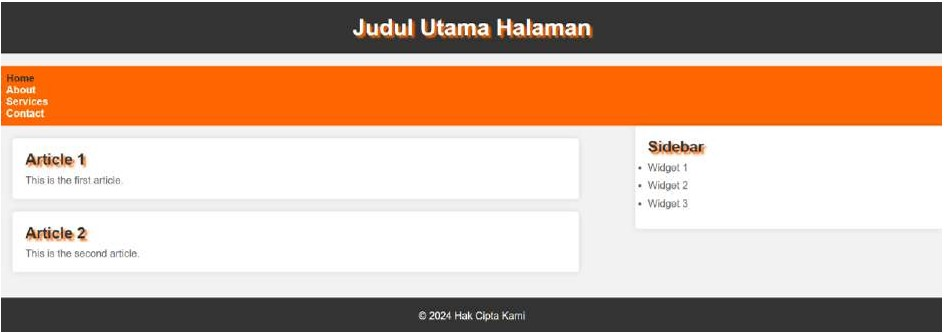 Judul Utama Halaman
Home
About
Services
Contact
Article 1
This is the first article.
Article 2
This is the second article.
Sidebar
• Widget 1
• Widget 2
• Widget 3
© 2024 Hak Cipta Kami